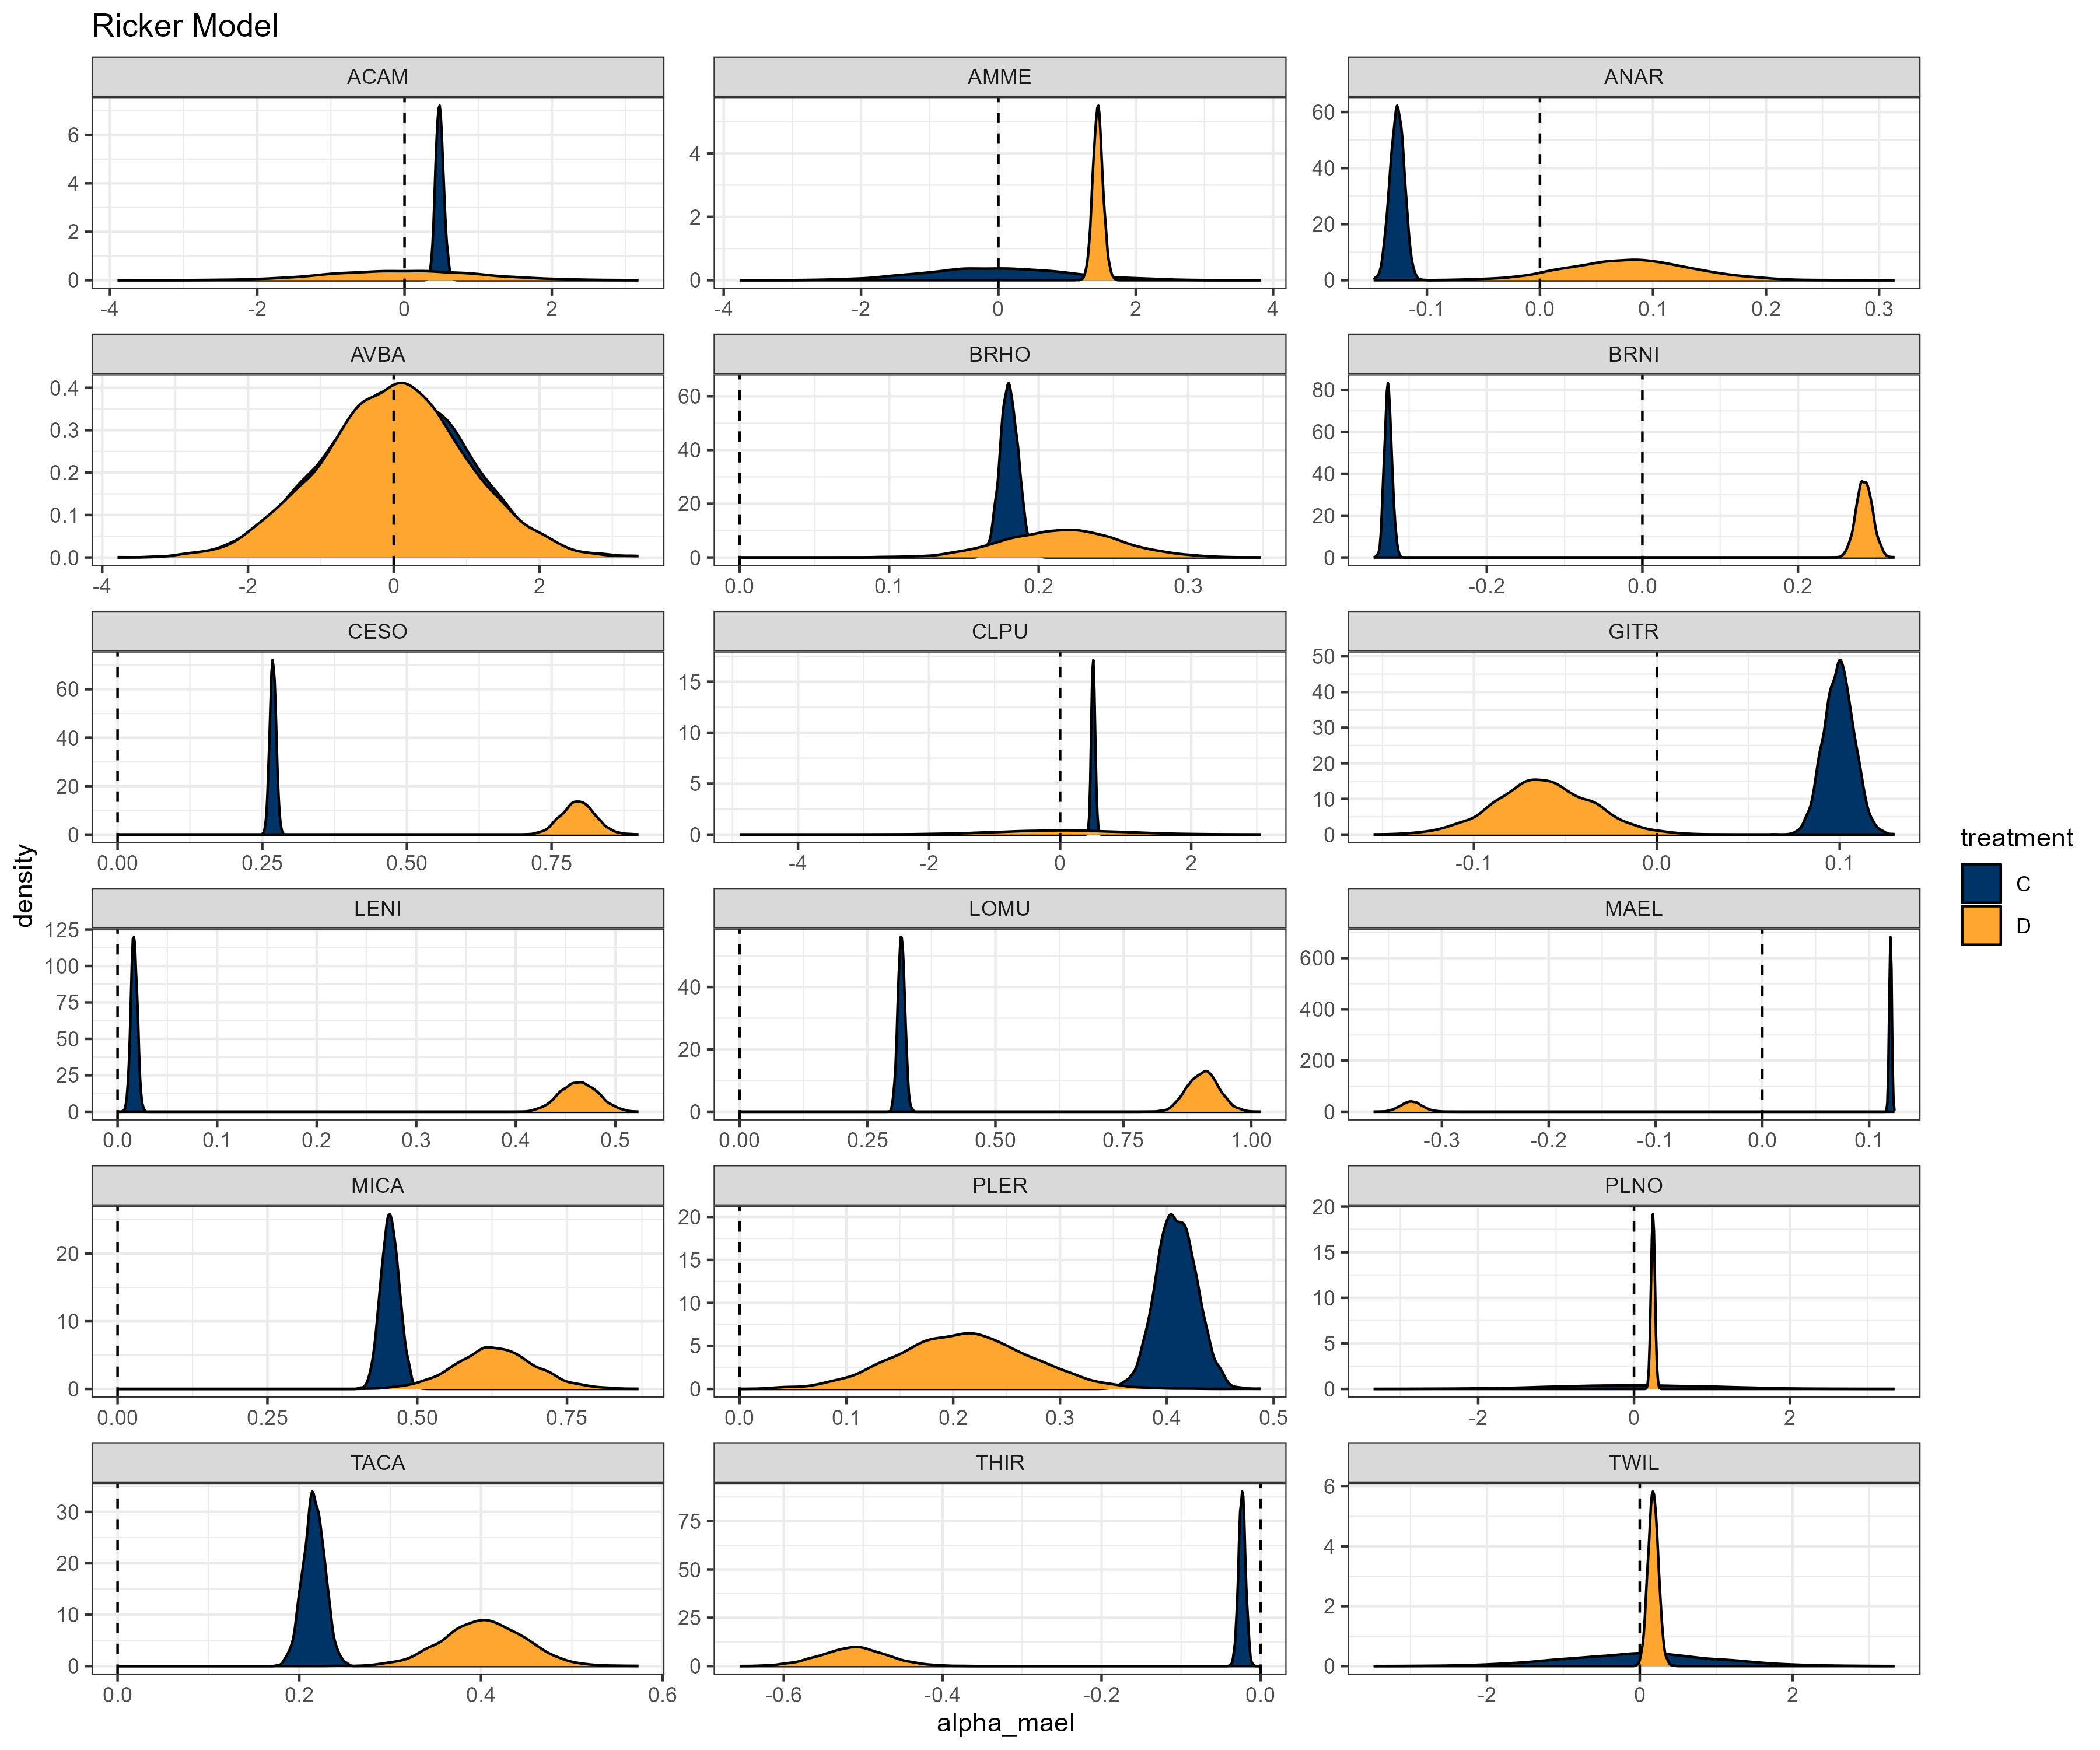 Ricker Model
ACAM AMME ANAR
6 4 2 0
-4 -2 0 2
4 2 0
-4 -2 0 2 4
60 40 20 0
-0.1 0.0 0.1 0.2 0.3
AVBA BRHO BRNI
0.4 0.3 0.2 0.1 0.0
-4 -2 0 2
60 40 20 0
0.0 0.1 0.2 0.3
80 60 40 20 0
-0.2 0.0 0.2
CESO CLPU GITR
60 40 20 0
0.00 0.25 0.50 0.75
15 10 5 0
-4 -2 0 2
50 40 30 20 10 0
-0.1 0.0 0.1
LENI LOMU MAEL
125 100 75 50 25 0
0.0 0.1 0.2 0.3 0.4 0.5
40 20 0
0.00 0.25 0.50 0.75 1.00
600 400 200 0
-0.3 -0.2 -0.1 0.0 0.1
MICA PLER PLNO
20 10 0
0.00 0.25 0.50 0.75
20 15 10 5 0
0.0 0.1 0.2 0.3 0.4 0.5
20 15 10 5 0
-2 0 2
TACA THIR TWIL
30 20 10 0
0.0 0.2 0.4 0.6
75 50 25 0
-0.6 -0.4 -0.2 0.0
6 4 2 0
-2 0 2
density
alpha_mael
treatment
C
D